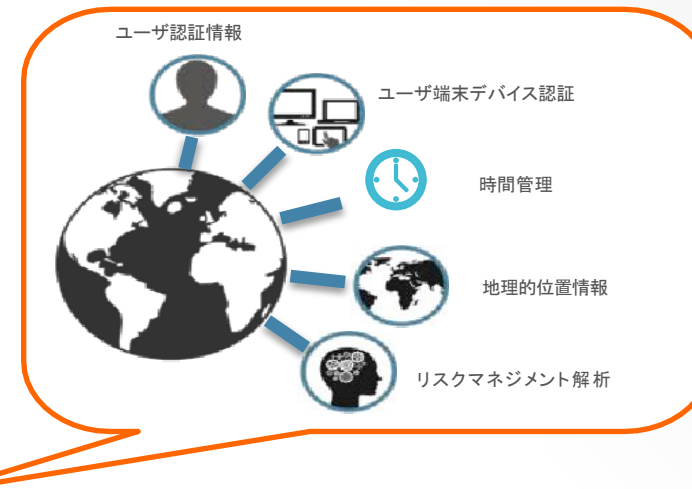 ユーザ認証情報
ユーザ端末デバイス認証
時間管理
地理的位置情報
リスクマネジメント解析